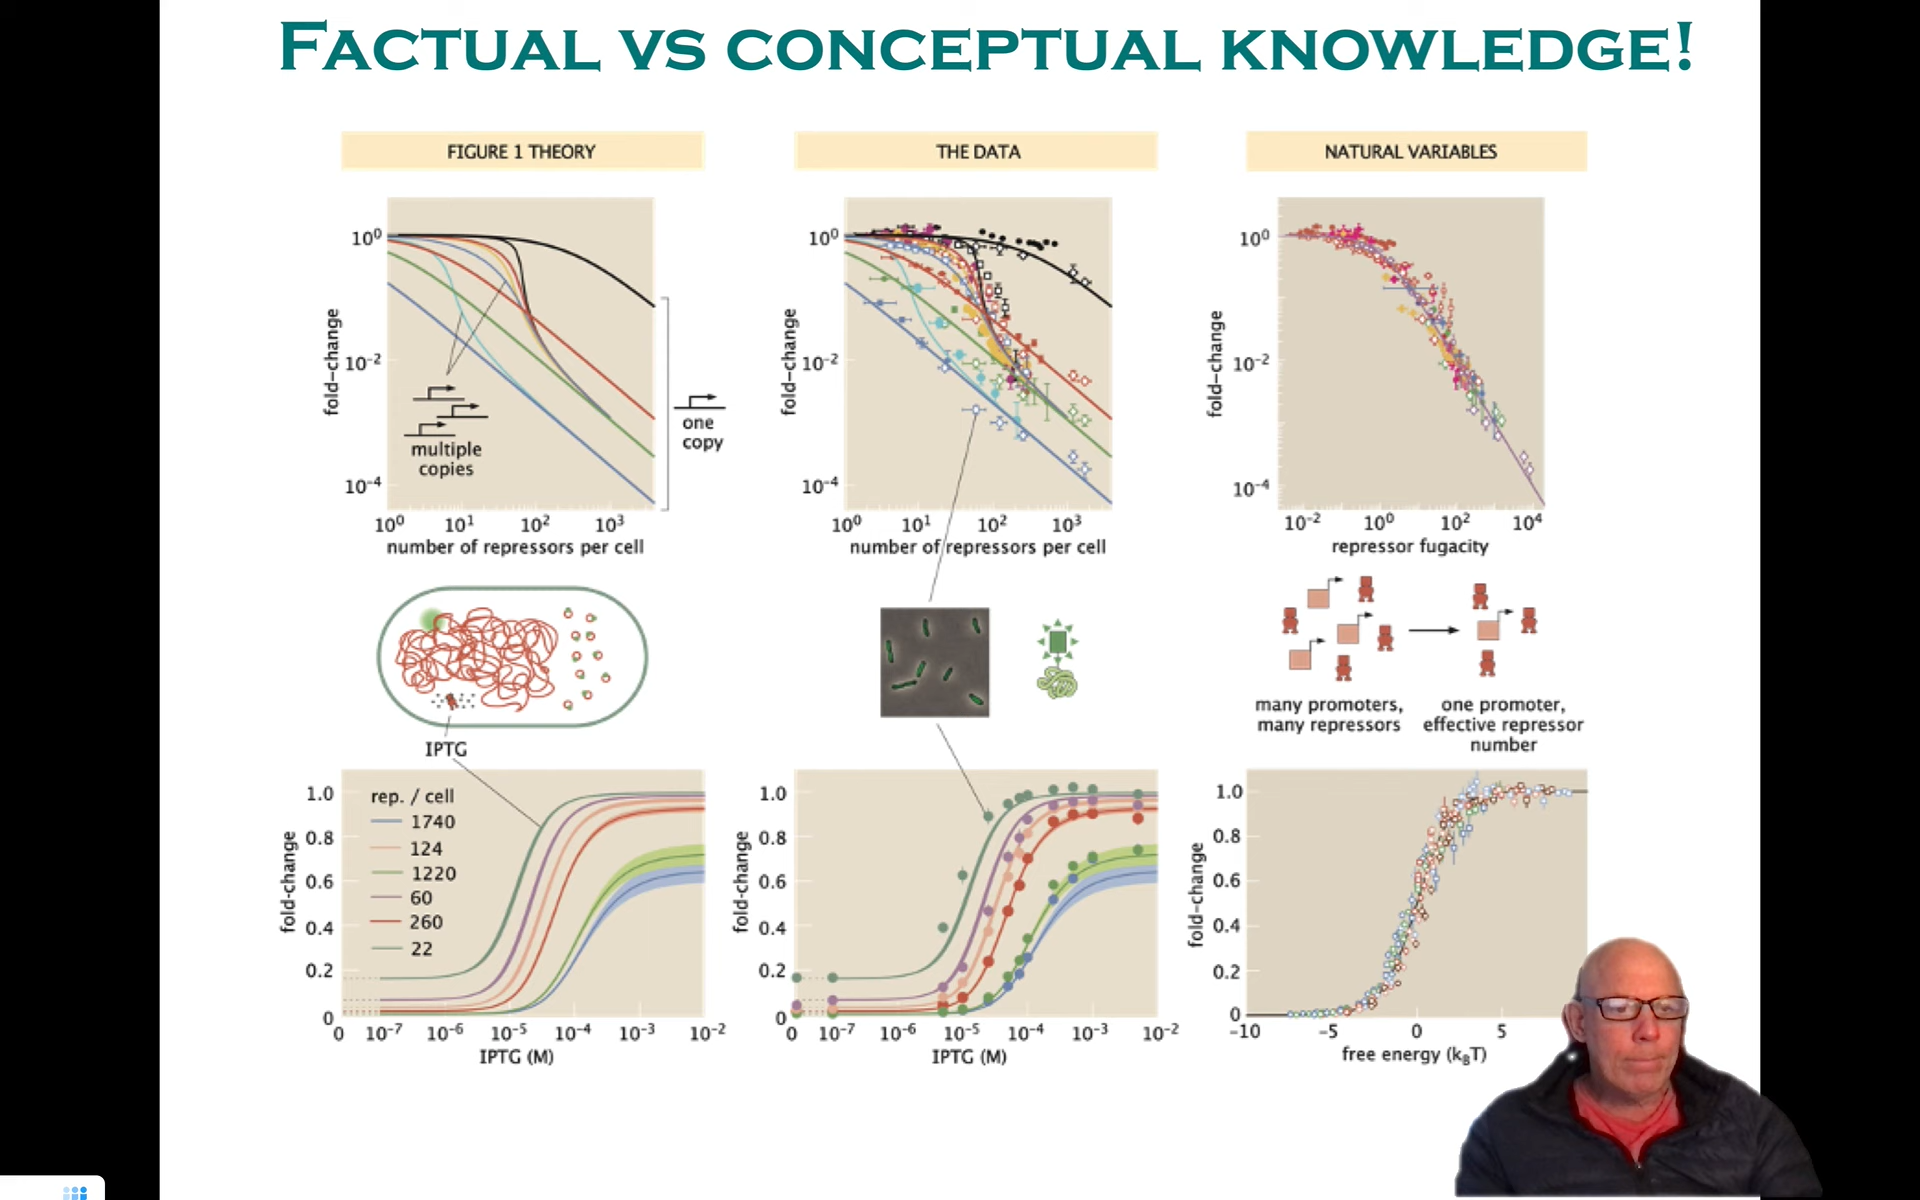 FACTUAL VS CONCEPTUAL KNOWLEDGE!
FIGURE 1 THEORY
THE DATA
NATURAL VARIABLES
fold-change
10⁰
10⁻²
10⁻⁴
multiple
copies
one
copy
10⁰ 10¹ 10² 10³
number of repressors per cell
fold-change
10⁰
10⁻²
10⁻⁴
10⁰ 10¹ 10² 10³
number of repressors per cell
fold-change
10⁰
10⁻²
10⁻⁴
10⁻² 10⁰ 10² 10⁴
repressor fugacity
IPTG
many promoters,
many repressors
one promoter,
effective repressor
number
fold-change
1.0
0.8
0.6
0.4
0.2
0
rep. / cell
1740
124
1220
60
260
22
0 10⁻⁷ 10⁻⁶ 10⁻⁵ 10⁻⁴ 10⁻³ 10⁻²
IPTG (M)
fold-change
1.0
0.8
0.6
0.4
0.2
0
0 10⁻⁷ 10⁻⁶ 10⁻⁵ 10⁻⁴ 10⁻³ 10⁻²
IPTG (M)
fold-change
1.0
0.8
0.6
0.4
0.2
0
-10 -5 0 5
free energy (k_BT)